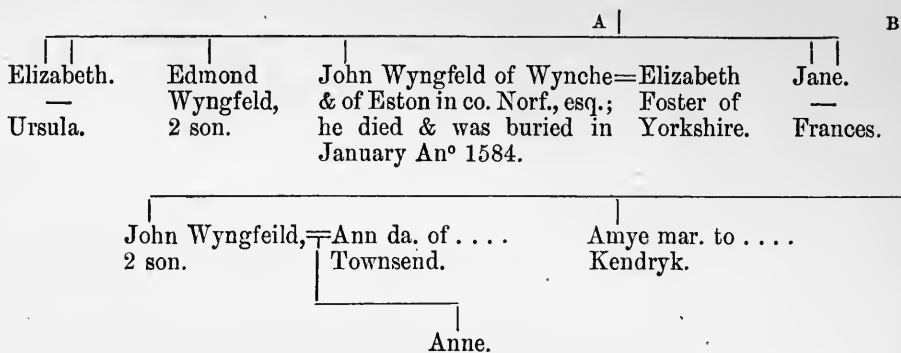 A B
Elizabeth.
—
Ursula.
Edmond
Wyngfeld,
2 son.
John Wyngfeld of Wynche=Elizabeth
& of Eston in co. Norf., esq.; Foster of
he died & was buried in Yorkshire.
January Anº 1584.
Jane.
—
Frances.
John Wyngfeild,=Ann da. of . . . .
2 son. Townsend.
Amye mar. to . . . .
Kendryk.
Anne.